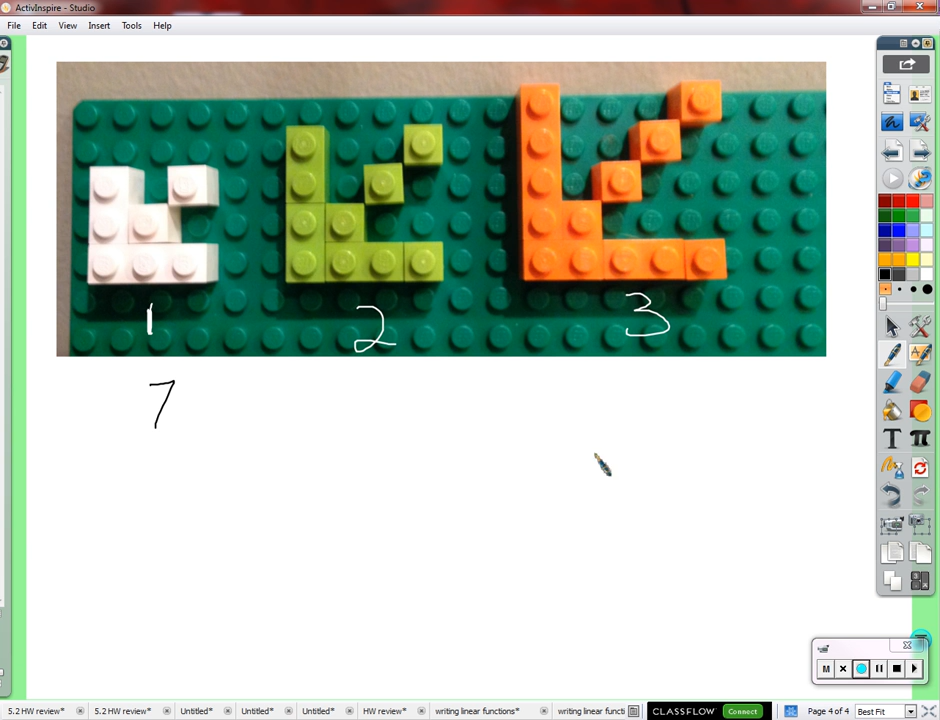 ActivInspire - Studio
File Edit View Insert Tools Help
1 2 3
7
M
5.2 HW review* 5.2 HW review* Untitled* Untitled* Untitled* HW review* writing linear functions* writing linear functi CLASSFLOW Connect Page 4 of 4 Best Fit